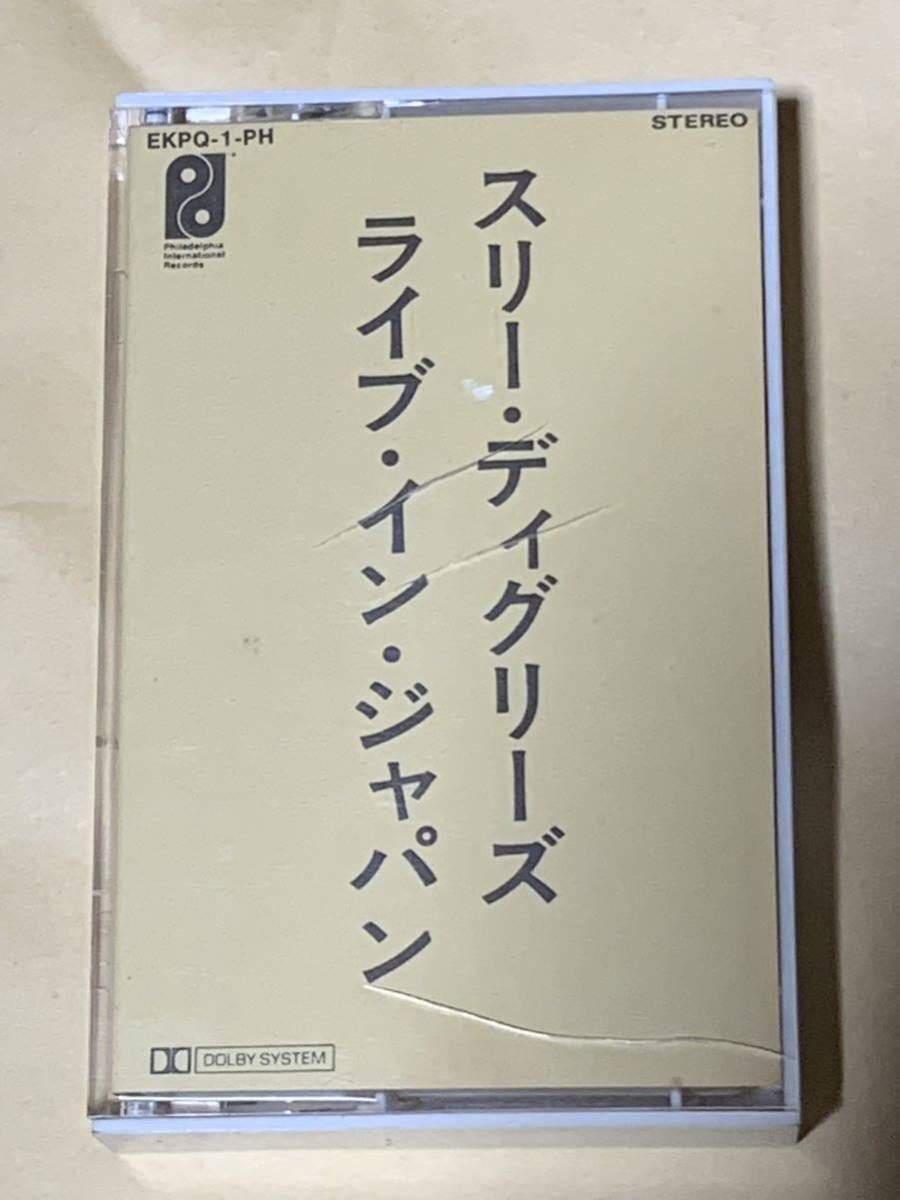 EKPQ-1-PH
STEREO
Philadelphia
International
Records
スリー・ディグリーズ
ライブ・イン・ジャパン
DOLBY SYSTEM